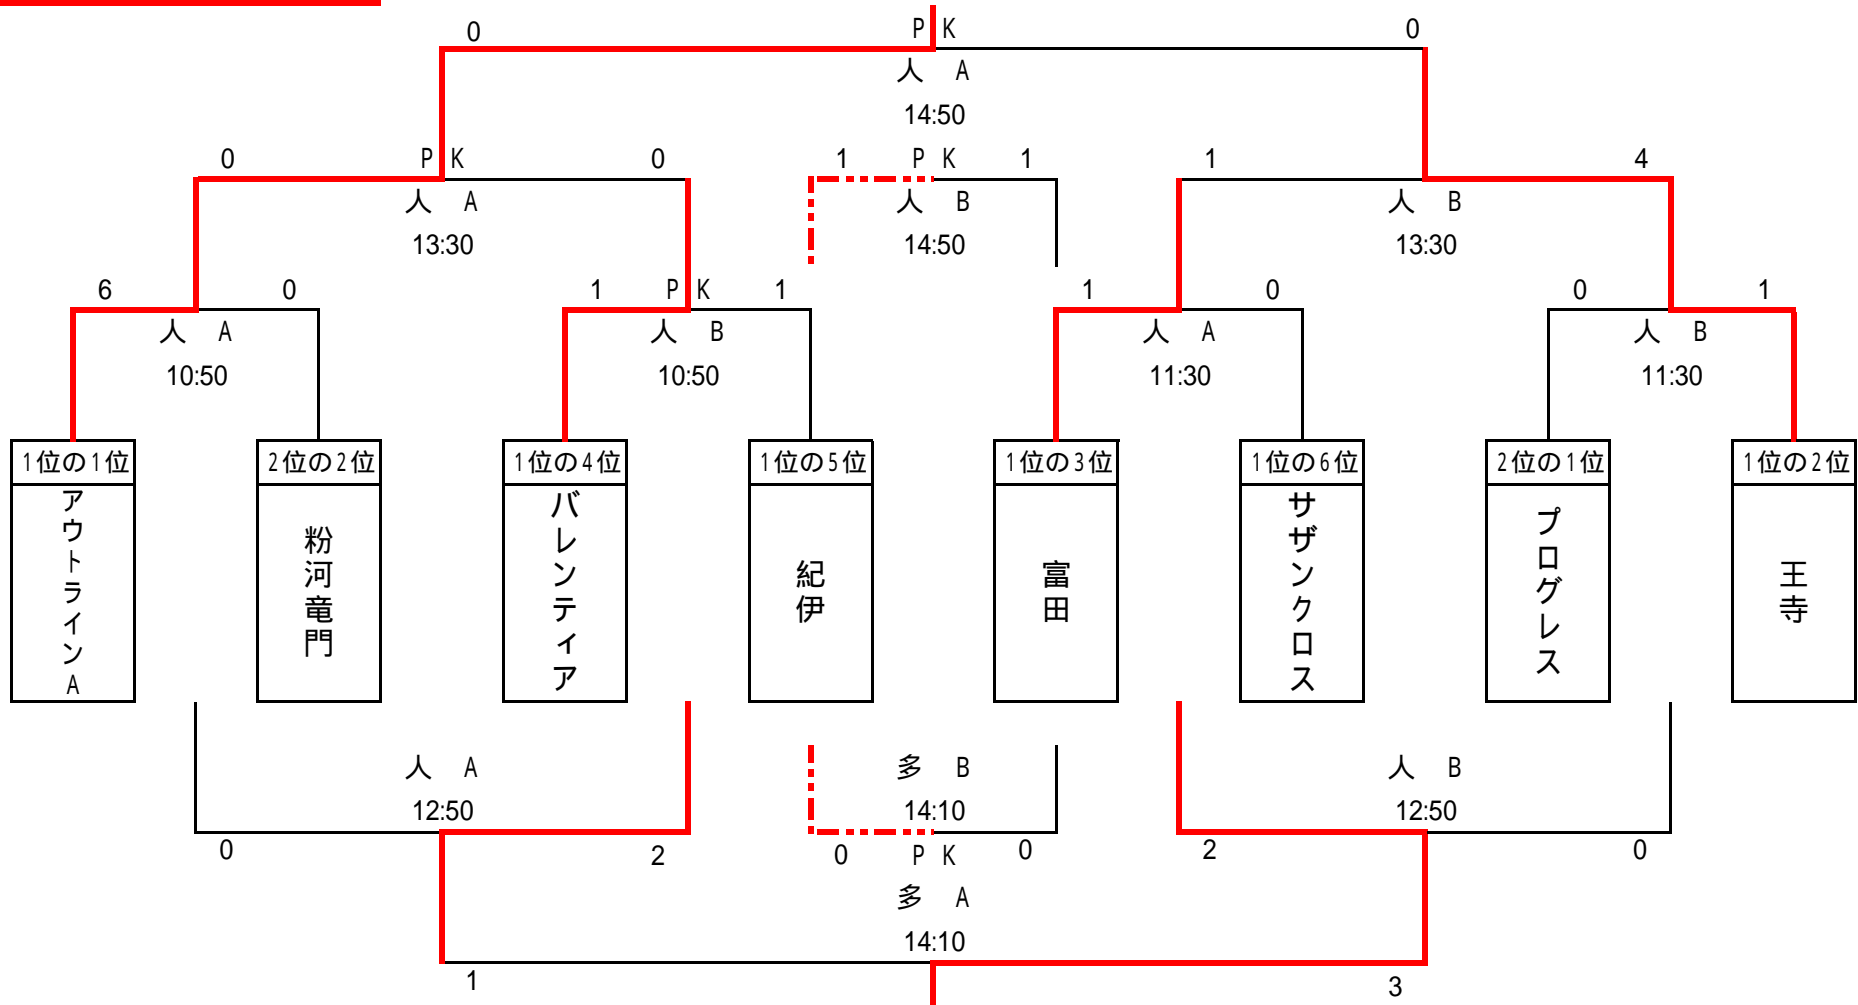 0 P K 0
人 A
14:50
0 P K 0 1 P K 1 1 4
人 A 人 B 人 B
13:30 14:50 13:30
6 0 1 P K 1 1 0 0 1
人 A 人 B 人 A 人 B
10:50 10:50 11:30 11:30
1位の1位 2位の2位 1位の4位 1位の5位 1位の3位 1位の6位 2位の1位 1位の2位
アウトラインA
粉河竜門
バレンティア
紀伊
富田
サザンクロス
プログレス
王寺
人 A 多 B 人 B
12:50 14:10 12:50
0 2 0 P K 0 2 0
多 A
14:10
1 3